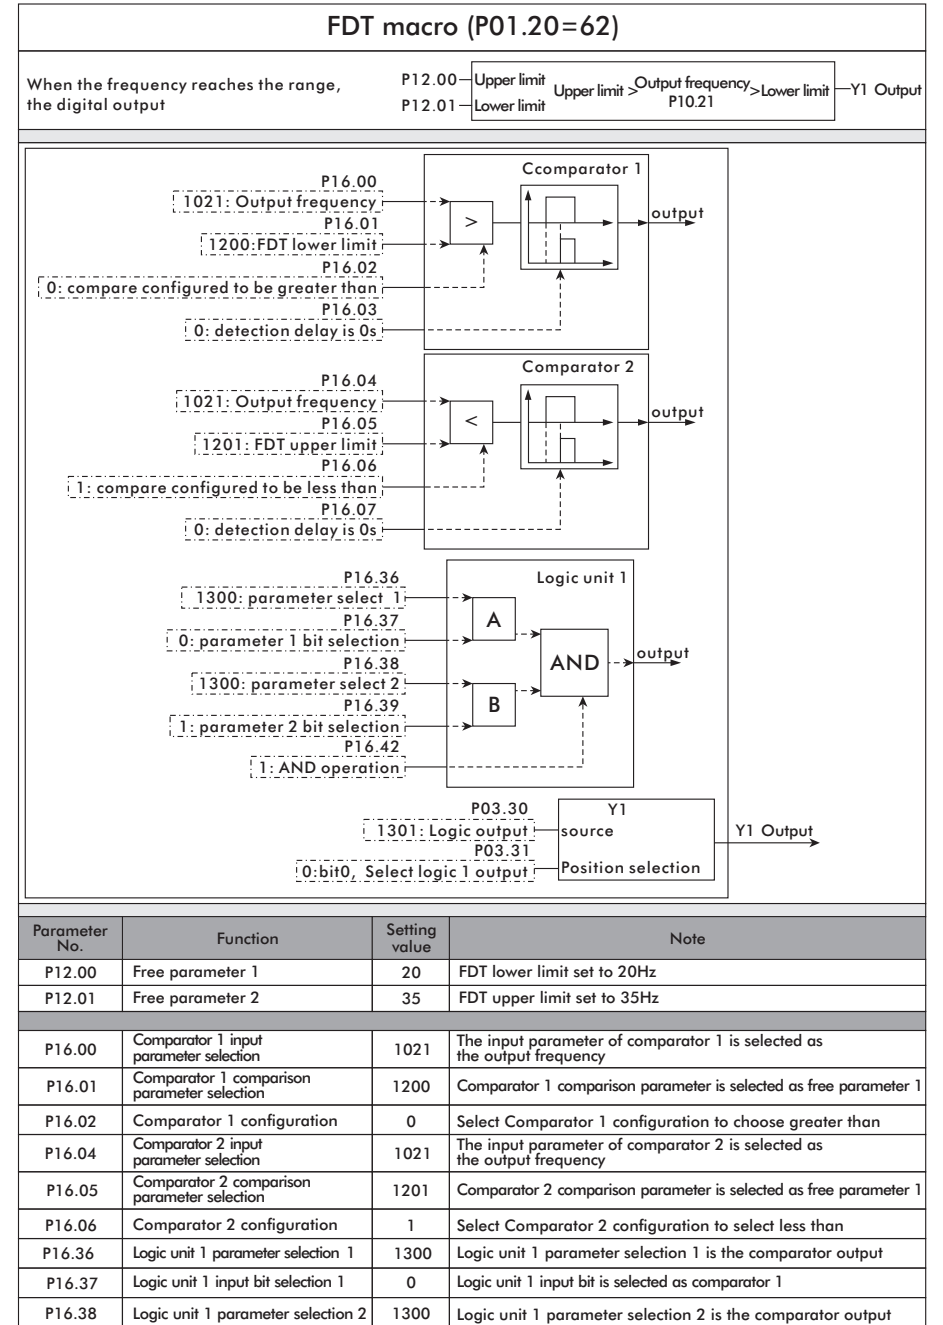 FDT macro (P01.20=62)
When the frequency reaches the range,
the digital output
P12.00
P12.01
Upper limit
Lower limit
Upper limit > Output frequency > Lower limit
P10.21
Y1 Output
Ccomparator 1
P16.00
1021: Output frequency
P16.01
1200:FDT lower limit
P16.02
0: compare configured to be greater than
P16.03
0: detection delay is 0s
>
output
Comparator 2
P16.04
1021: Output frequency
P16.05
1201: FDT upper limit
P16.06
1: compare configured to be less than
P16.07
0: detection delay is 0s
<
output
Logic unit 1
P16.36
1300: parameter select 1
P16.37
0: parameter 1 bit selection
P16.38
1300: parameter select 2
P16.39
1: parameter 2 bit selection
P16.42
1: AND operation
A
B
AND
output
P03.30
1301: Logic output
P03.31
0:bit0, Select logic 1 output
Y1
source
Position selection
Y1 Output
Parameter No. Function Setting value Note
P12.00 Free parameter 1 20 FDT lower limit set to 20Hz
P12.01 Free parameter 2 35 FDT upper limit set to 35Hz
P16.00 Comparator 1 input parameter selection 1021 The input parameter of comparator 1 is selected as the output frequency
P16.01 Comparator 1 comparison parameter selection 1200 Comparator 1 comparison parameter is selected as free parameter 1
P16.02 Comparator 1 configuration 0 Select Comparator 1 configuration to choose greater than
P16.04 Comparator 2 input parameter selection 1021 The input parameter of comparator 2 is selected as the output frequency
P16.05 Comparator 2 comparison parameter selection 1201 Comparator 2 comparison parameter is selected as free parameter 1
P16.06 Comparator 2 configuration 1 Select Comparator 2 configuration to select less than
P16.36 Logic unit 1 parameter selection 1 1300 Logic unit 1 parameter selection 1 is the comparator output
P16.37 Logic unit 1 input bit selection 1 0 Logic unit 1 input bit is selected as comparator 1
P16.38 Logic unit 1 parameter selection 2 1300 Logic unit 1 parameter selection 2 is the comparator output